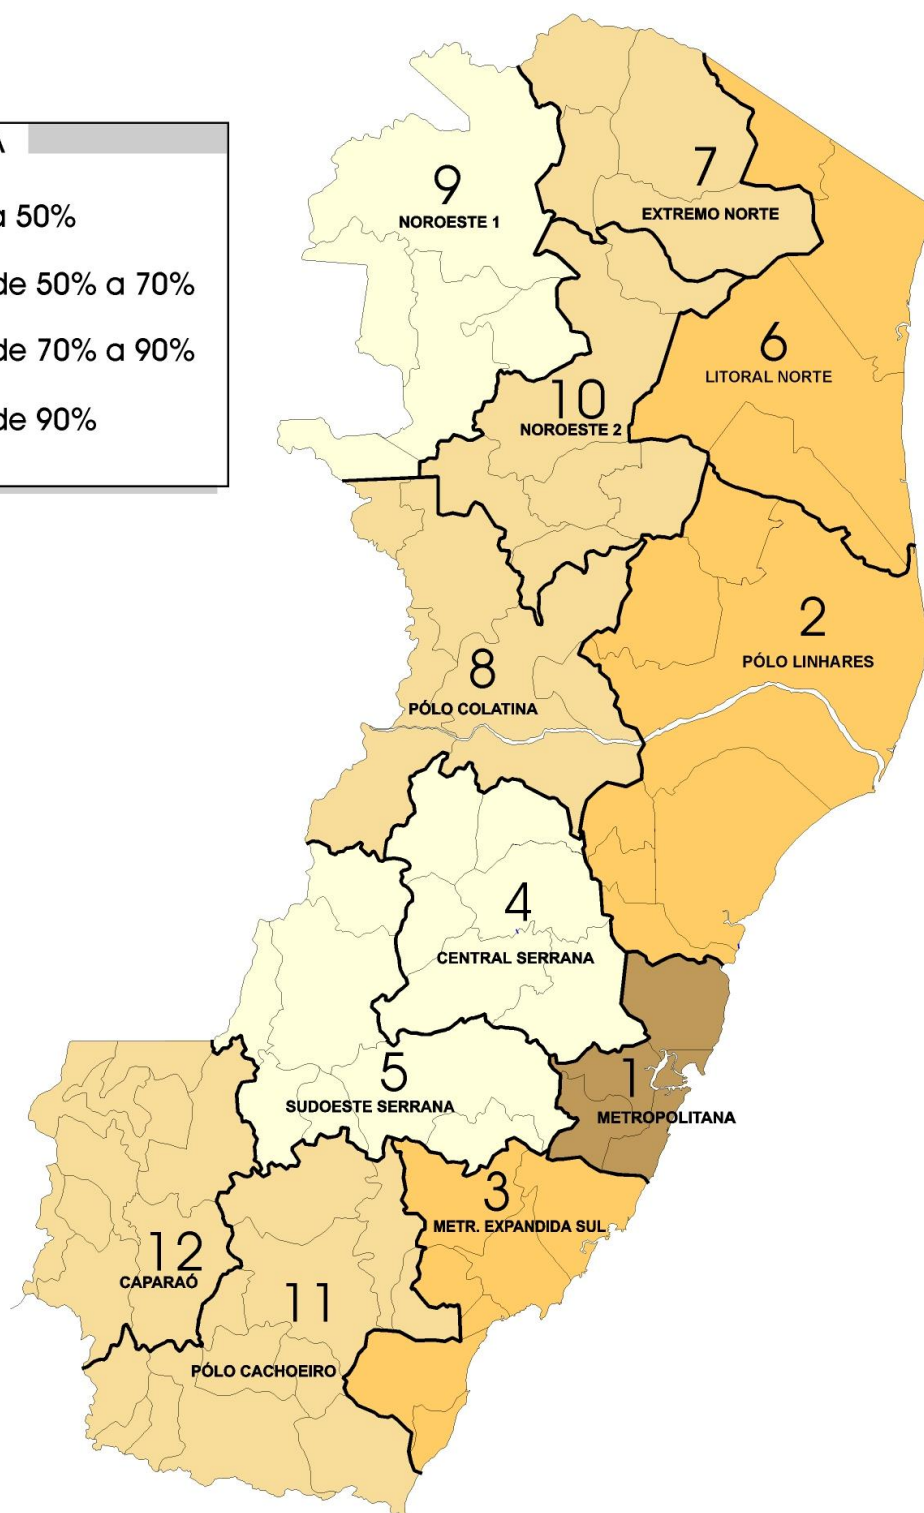 A
a 50%
de 50% a 70%
de 70% a 90%
de 90%
9
NOROESTE 1
7
EXTREMO NORTE
6
LITORAL NORTE
10
NOROESTE 2
2
PÓLO LINHARES
8
PÓLO COLATINA
4
CENTRAL SERRANA
5
SUDOESTE SERRANA
1
METROPOLITANA
3
METR. EXPANDIDA SUL
12
CAPARAÓ
11
PÓLO CACHOEIRO